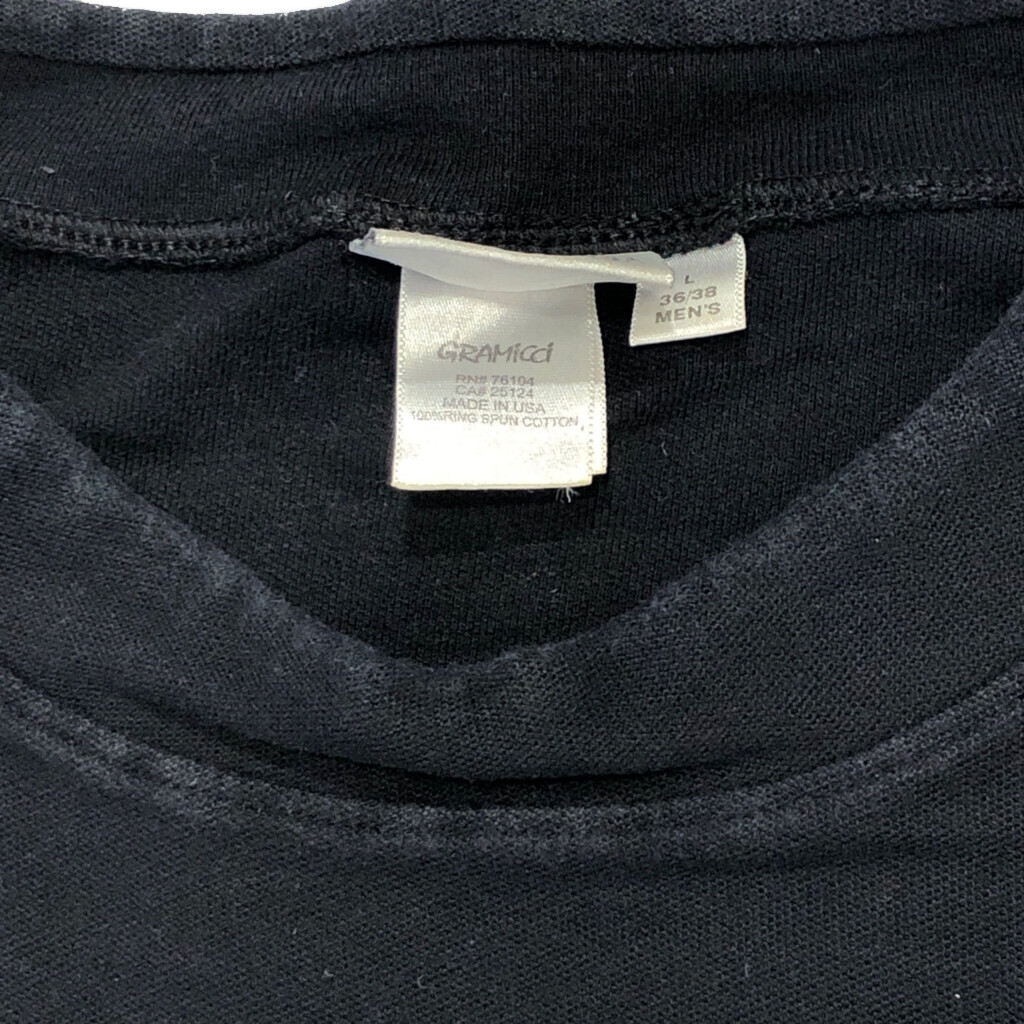 GRAMiCCi
RN# 76104
CA# 25124
MADE IN USA
100%RING SPUN COTTON
L
36/38
MEN'S